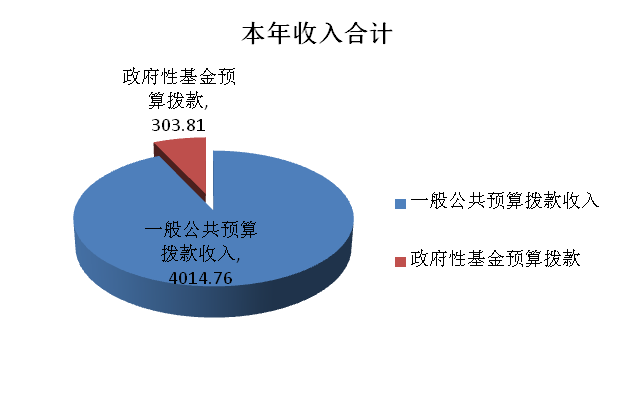 本年收入合计
政府性基金预
算拨款,
303.81
一般公共预算
拨款收入,
4014.76
一般公共预算拨款收入
政府性基金预算拨款